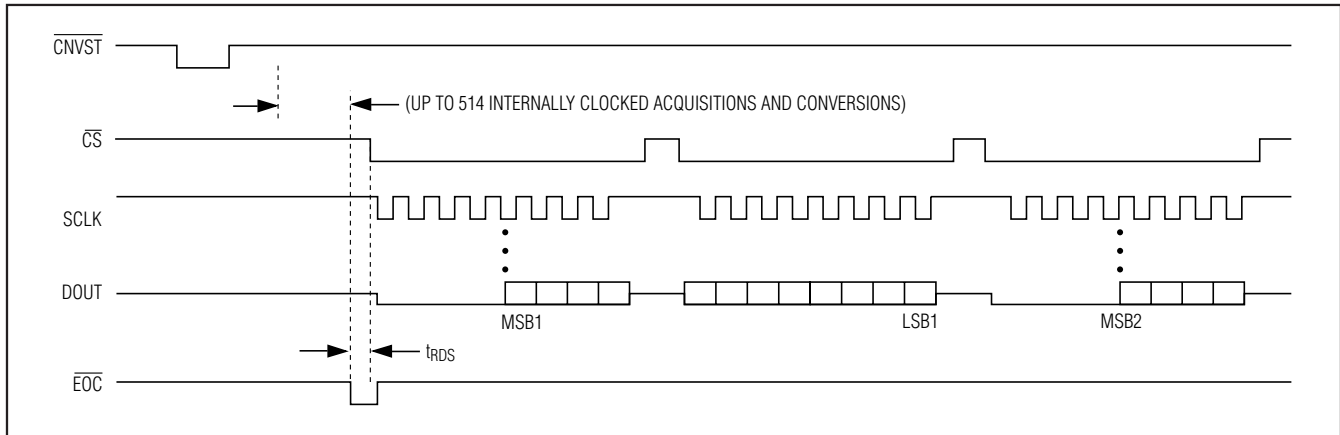 CNVST
(UP TO 514 INTERNALLY CLOCKED ACQUISITIONS AND CONVERSIONS)
CS
SCLK
DOUT
MSB1
LSB1
MSB2
tRDS
EOC